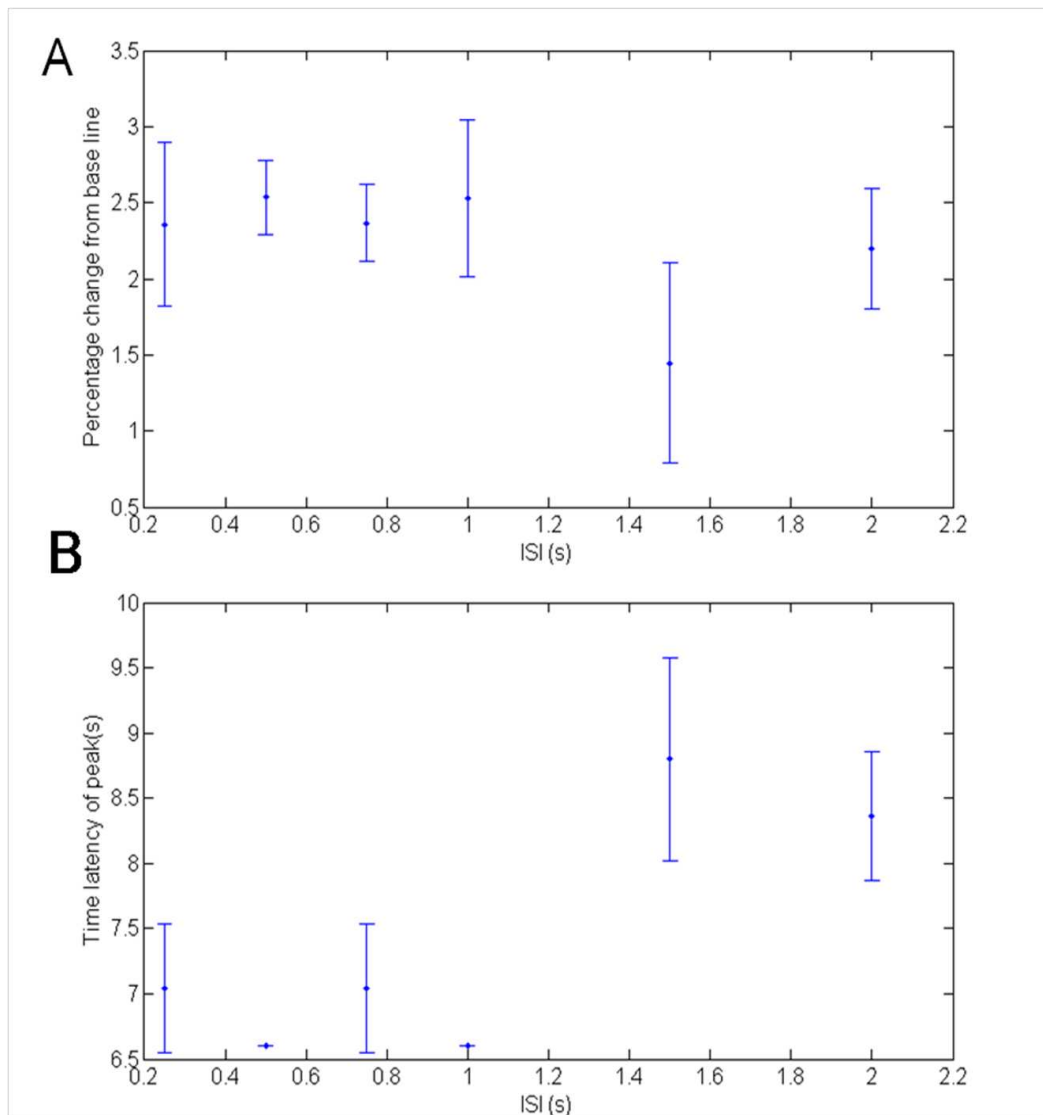 A
Percentage change from base line
3.5
3
2.5
2
1.5
1
0.5
0.2 0.4 0.6 0.8 1 1.2 1.4 1.6 1.8 2 2.2
ISI (s)
B
Time latency of peak(s)
10
9.5
9
8.5
8
7.5
7
6.5
0.2 0.4 0.6 0.8 1 1.2 1.4 1.6 1.8 2 2.2
ISI (s)